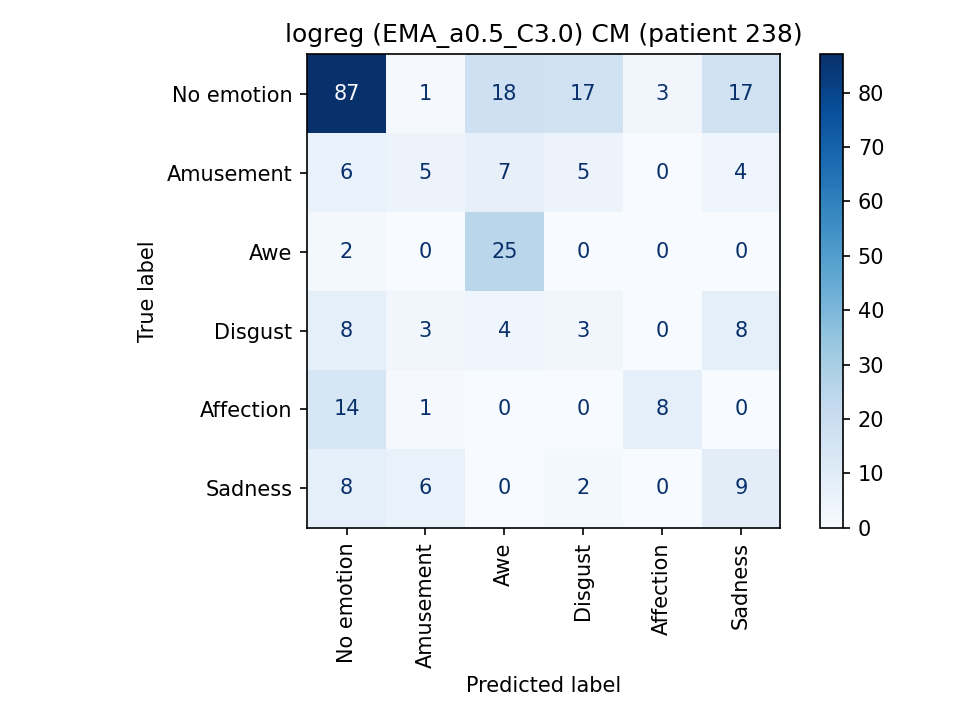 logreg (EMA_a0.5_C3.0) CM (patient 238)
True label
No emotion 87 1 18 17 3 17
Amusement 6 5 7 5 0 4
Awe 2 0 25 0 0 0
Disgust 8 3 4 3 0 8
Affection 14 1 0 0 8 0
Sadness 8 6 0 2 0 9
No emotion Amusement Awe Disgust Affection Sadness
Predicted label
80
70
60
50
40
30
20
10
0